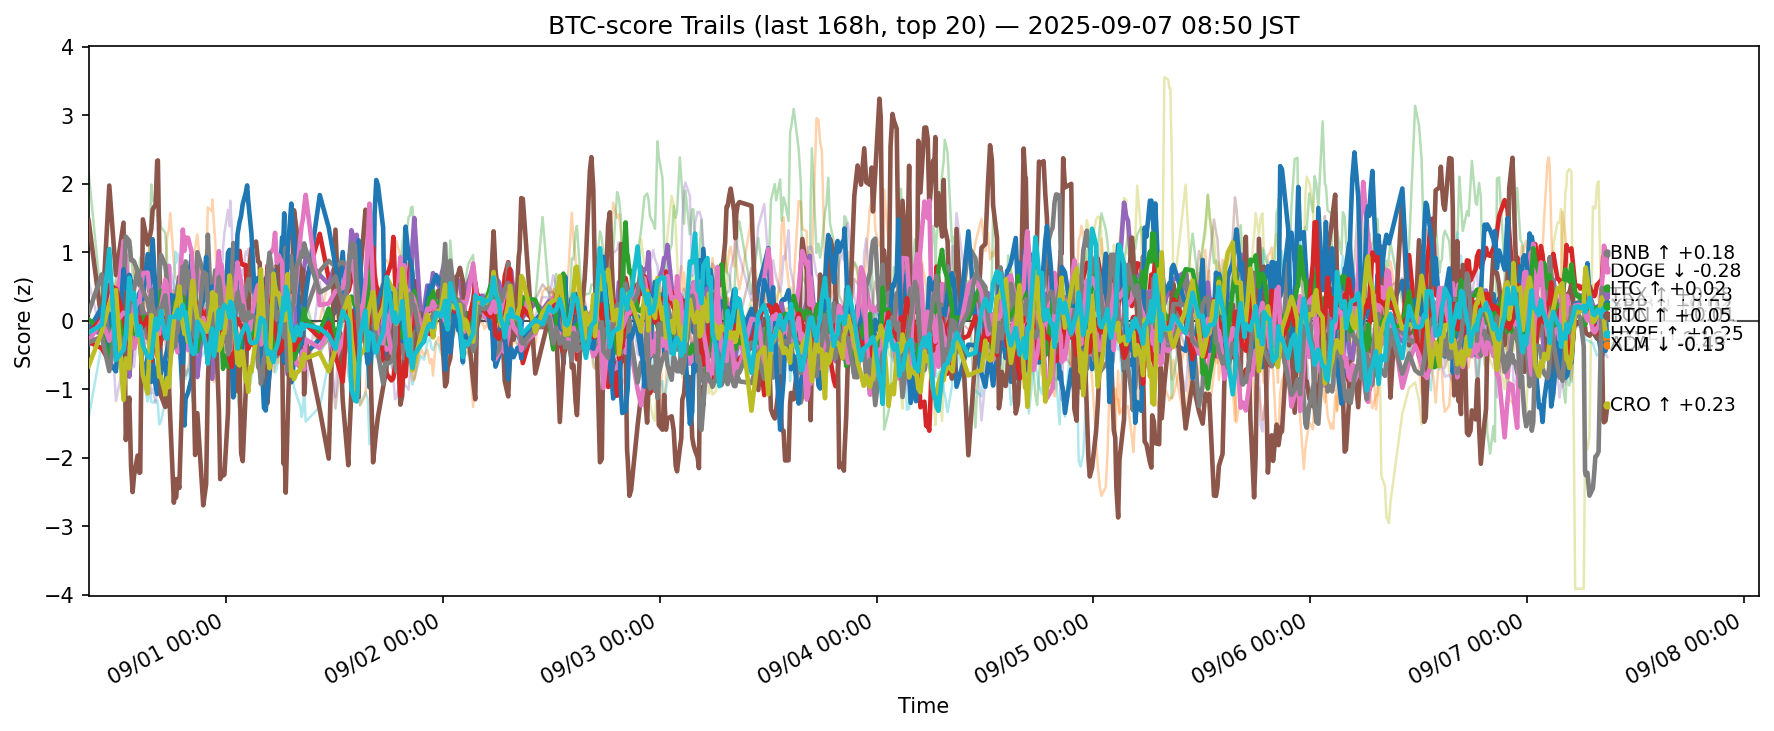 BTC-score Trails (last 168h, top 20) — 2025-09-07 08:50 JST
4
3
2
1
0
−1
−2
−3
−4
Score (z)
BNB ↑ +0.18
DOGE ↓ -0.28
LTC ↑ +0.02
BTC ↑ +0.05
HYPE ↑ +0.25
XLM ↓ -0.13
CRO ↑ +0.23
09/01 00:00
09/02 00:00
09/03 00:00
09/04 00:00
09/05 00:00
09/06 00:00
09/07 00:00
09/08 00:00
Time